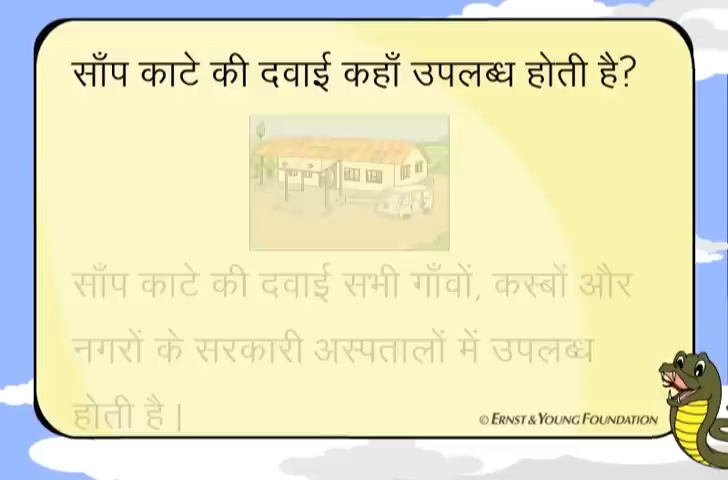 साँप काटे की दवाई कहाँ उपलब्ध होती है?
साँप काटे की दवाई सभी गाँवों, कस्बों और
नगरों के सरकारी अस्पतालों में उपलब्ध
होती है |
© ERNST & YOUNG FOUNDATION